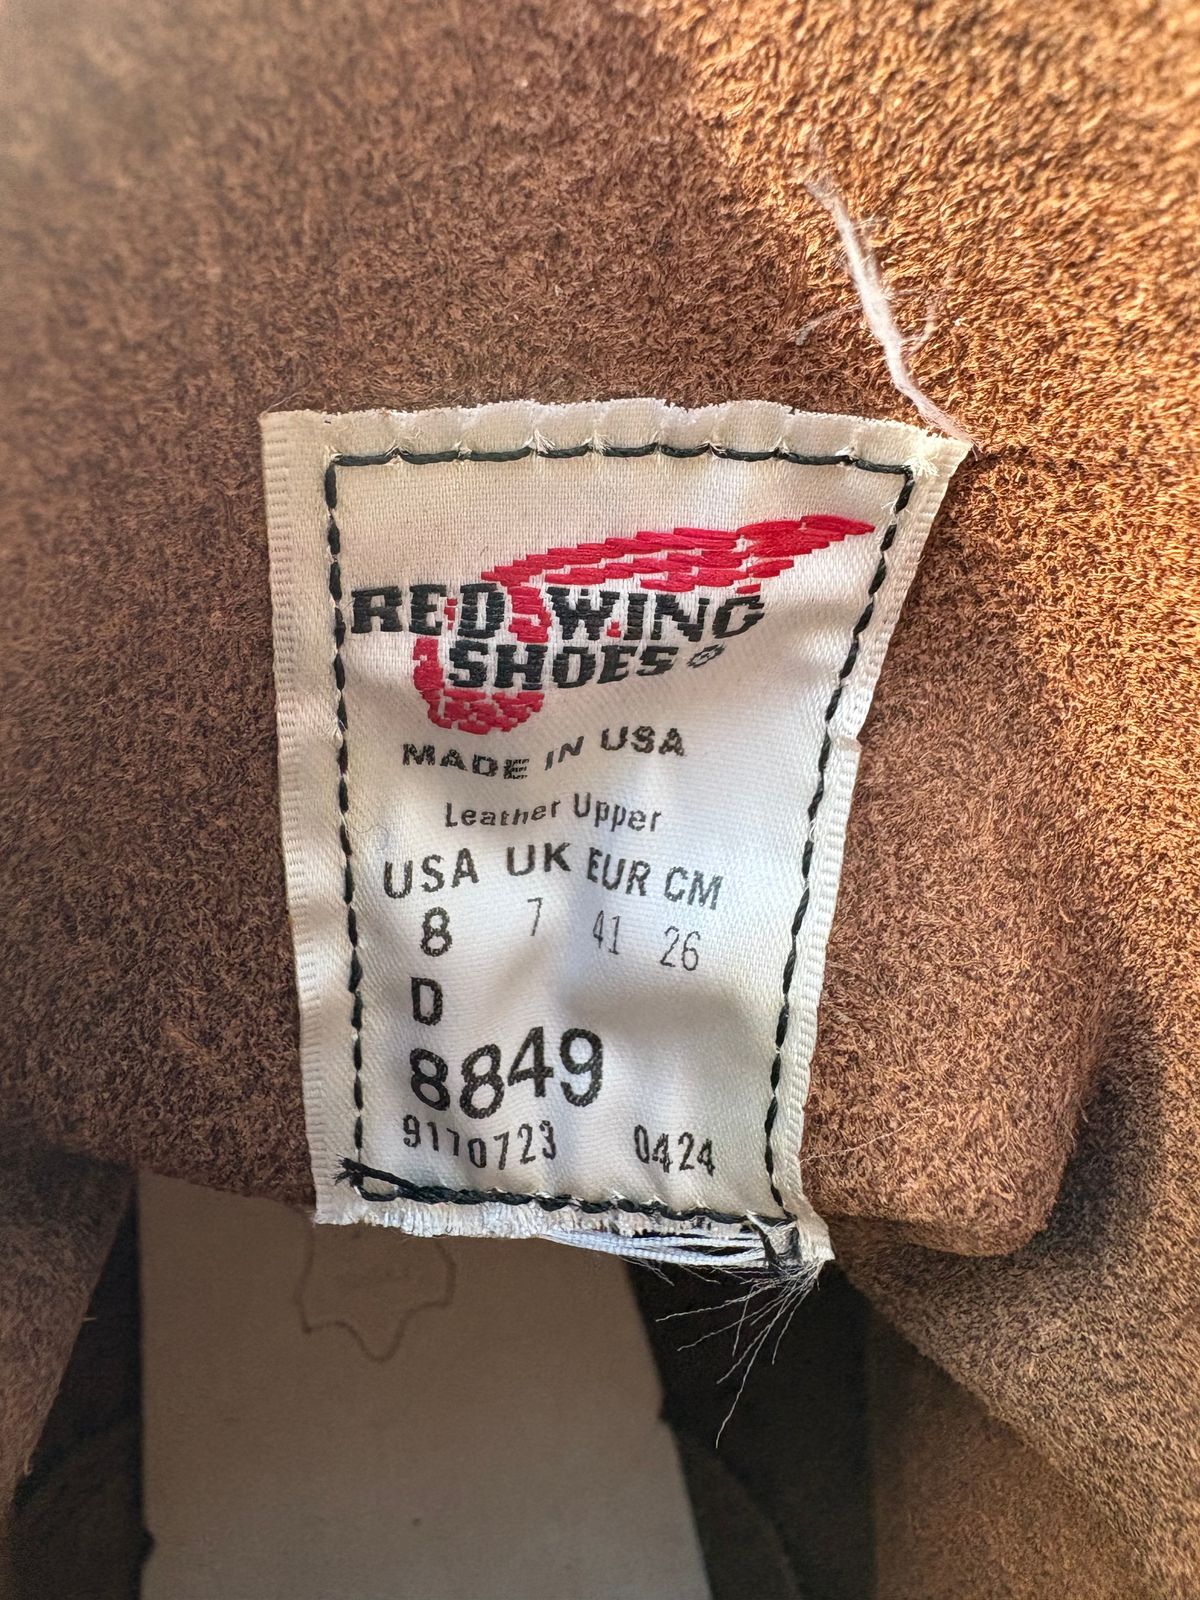 RED WING
SHOES®
MADE IN USA
Leather Upper
USA UK EUR CM
8 7 41 26
D
8849
9170723 0424